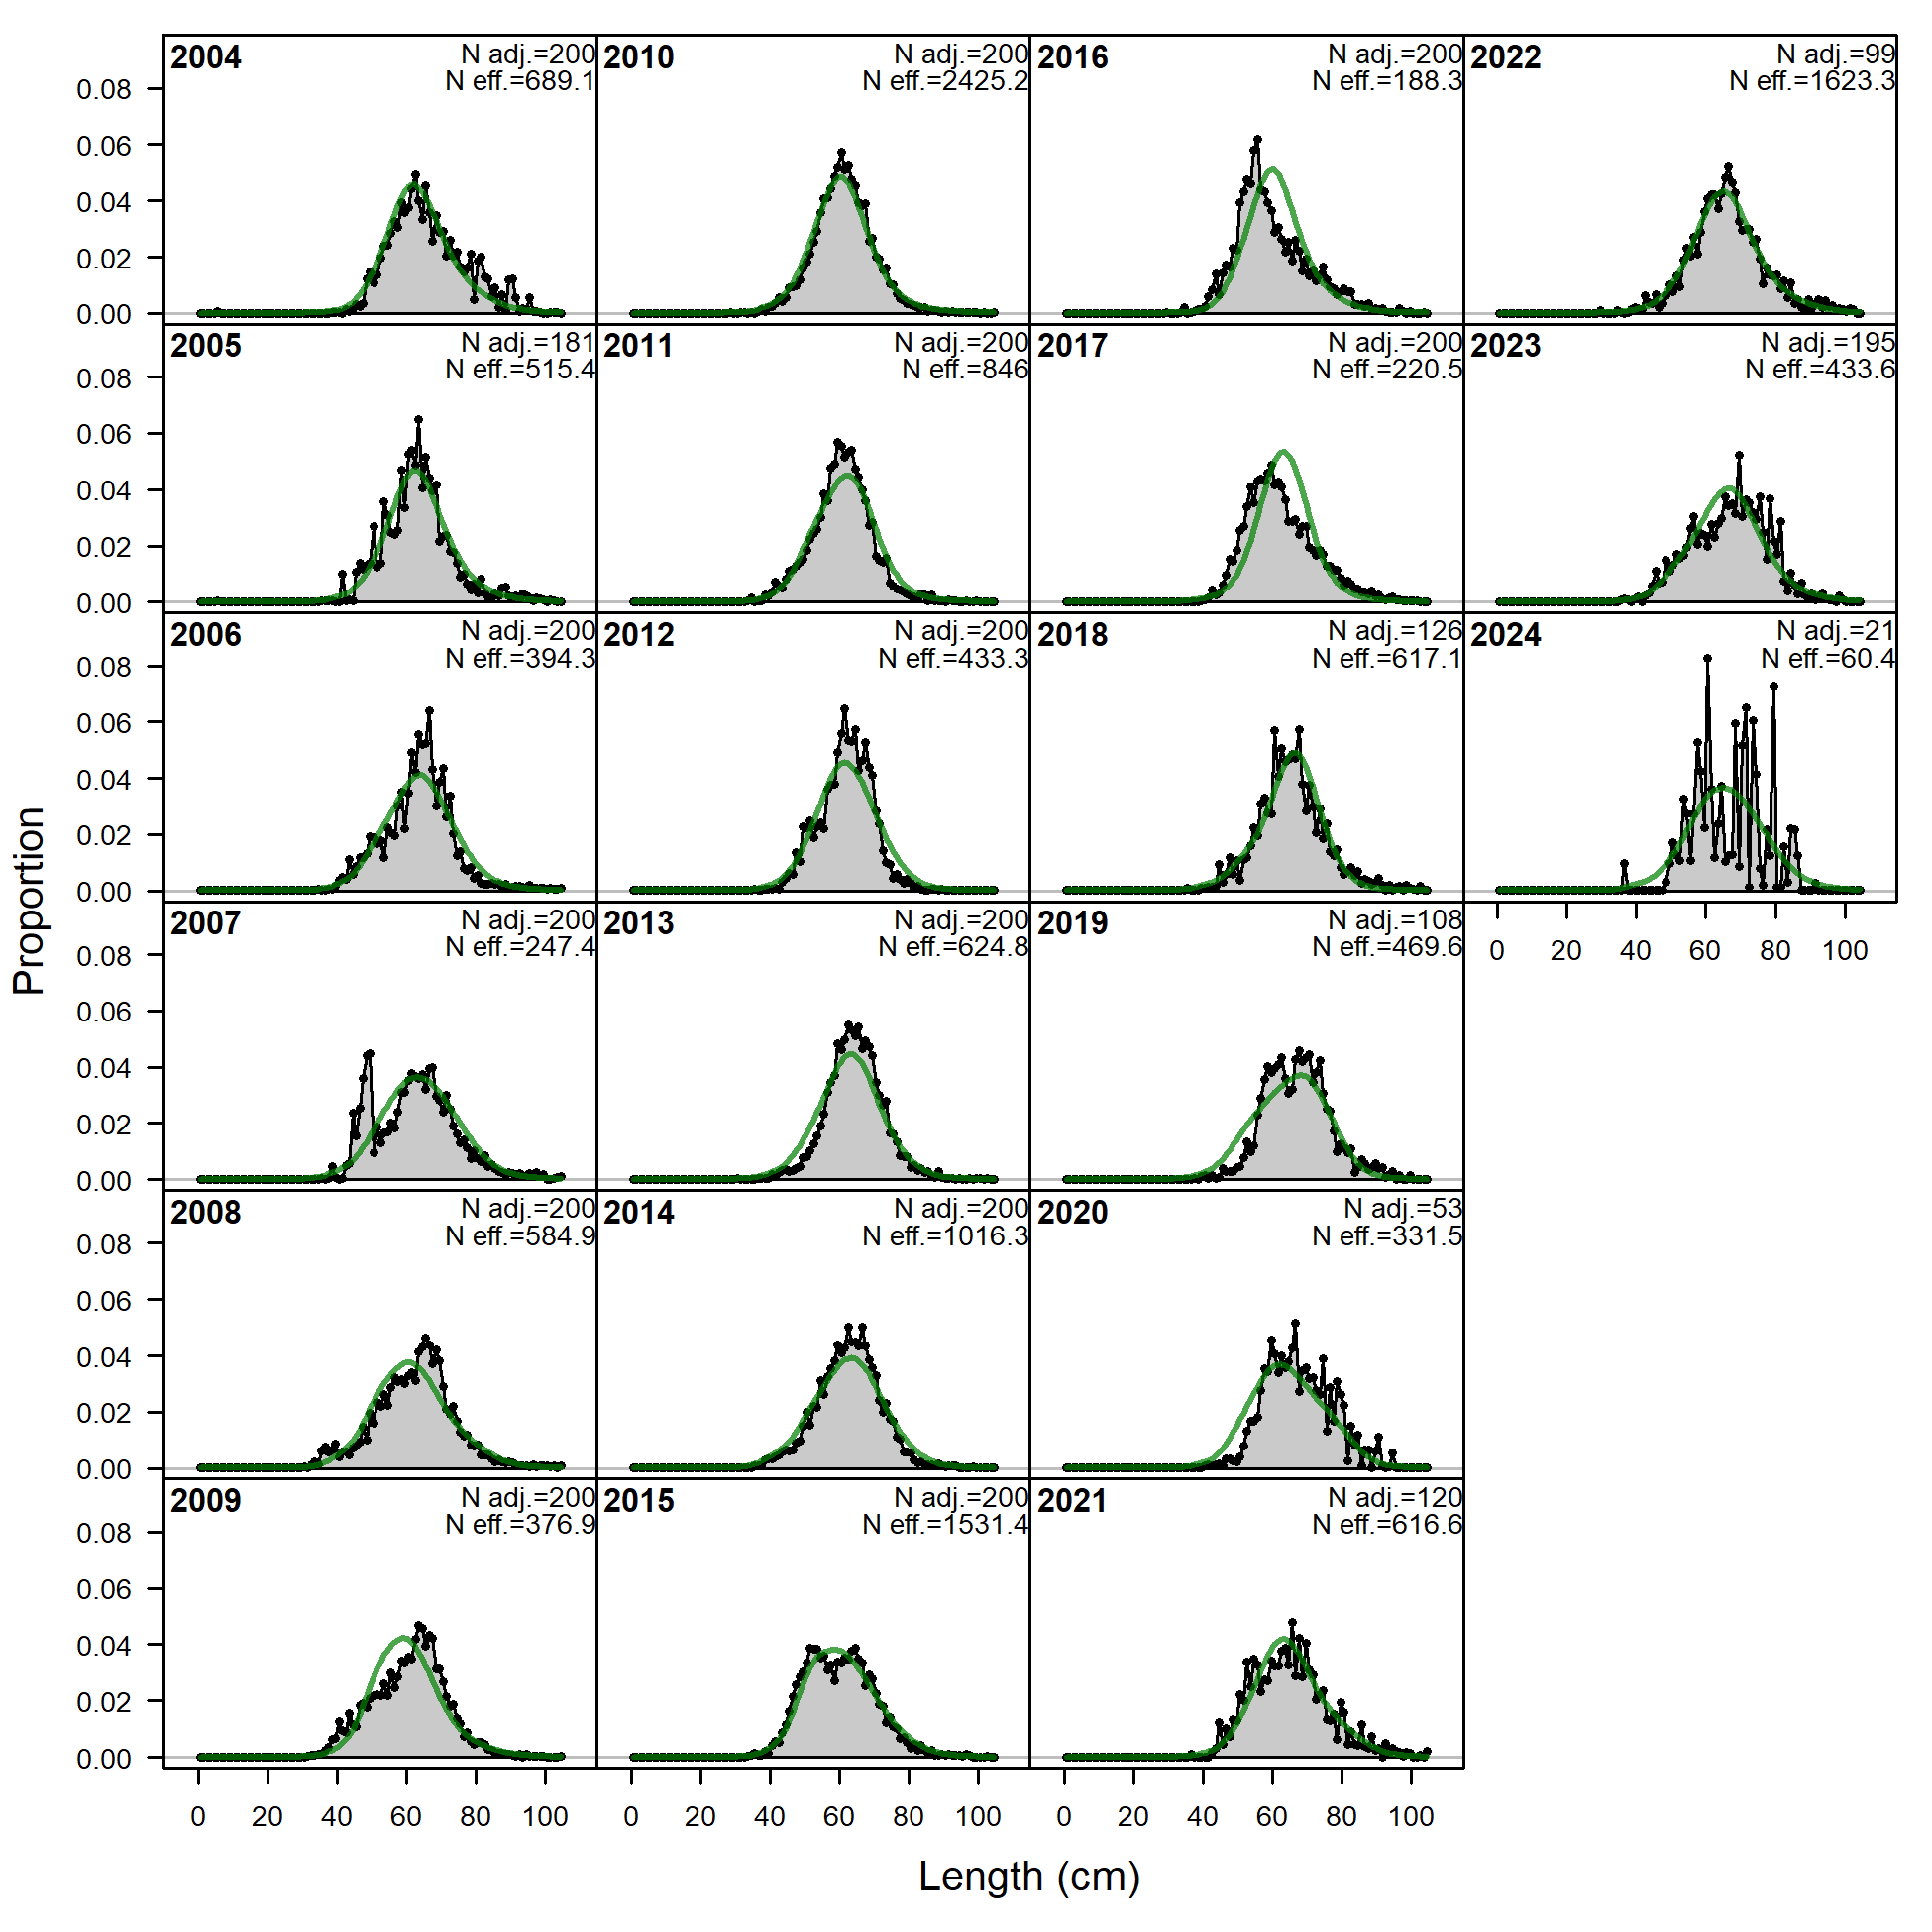 2004
N adj.=200
N eff.=689.1
2010
N adj.=200
N eff.=2425.2
2016
N adj.=200
N eff.=188.3
2022
N adj.=99
N eff.=1623.3
0.08
0.06
0.04
0.02
0.00
2005
N adj.=181
N eff.=515.4
2011
N adj.=200
N eff.=846
2017
N adj.=200
N eff.=220.5
2023
N adj.=195
N eff.=433.6
0.08
0.06
0.04
0.02
0.00
2006
N adj.=200
N eff.=394.3
2012
N adj.=200
N eff.=433.3
2018
N adj.=126
N eff.=617.1
2024
N adj.=21
N eff.=60.4
0.08
0.06
0.04
0.02
0.00
2007
N adj.=200
N eff.=247.4
2013
N adj.=200
N eff.=624.8
2019
N adj.=108
N eff.=469.6
0 20 40 60 80 100
0.08
0.06
0.04
0.02
0.00
2008
N adj.=200
N eff.=584.9
2014
N adj.=200
N eff.=1016.3
2020
N adj.=53
N eff.=331.5
0.08
0.06
0.04
0.02
0.00
2009
N adj.=200
N eff.=376.9
2015
N adj.=200
N eff.=1531.4
2021
N adj.=120
N eff.=616.6
0.08
0.06
0.04
0.02
0.00
0 20 40 60 80 100
0 20 40 60 80 100
0 20 40 60 80 100
Proportion
Length (cm)